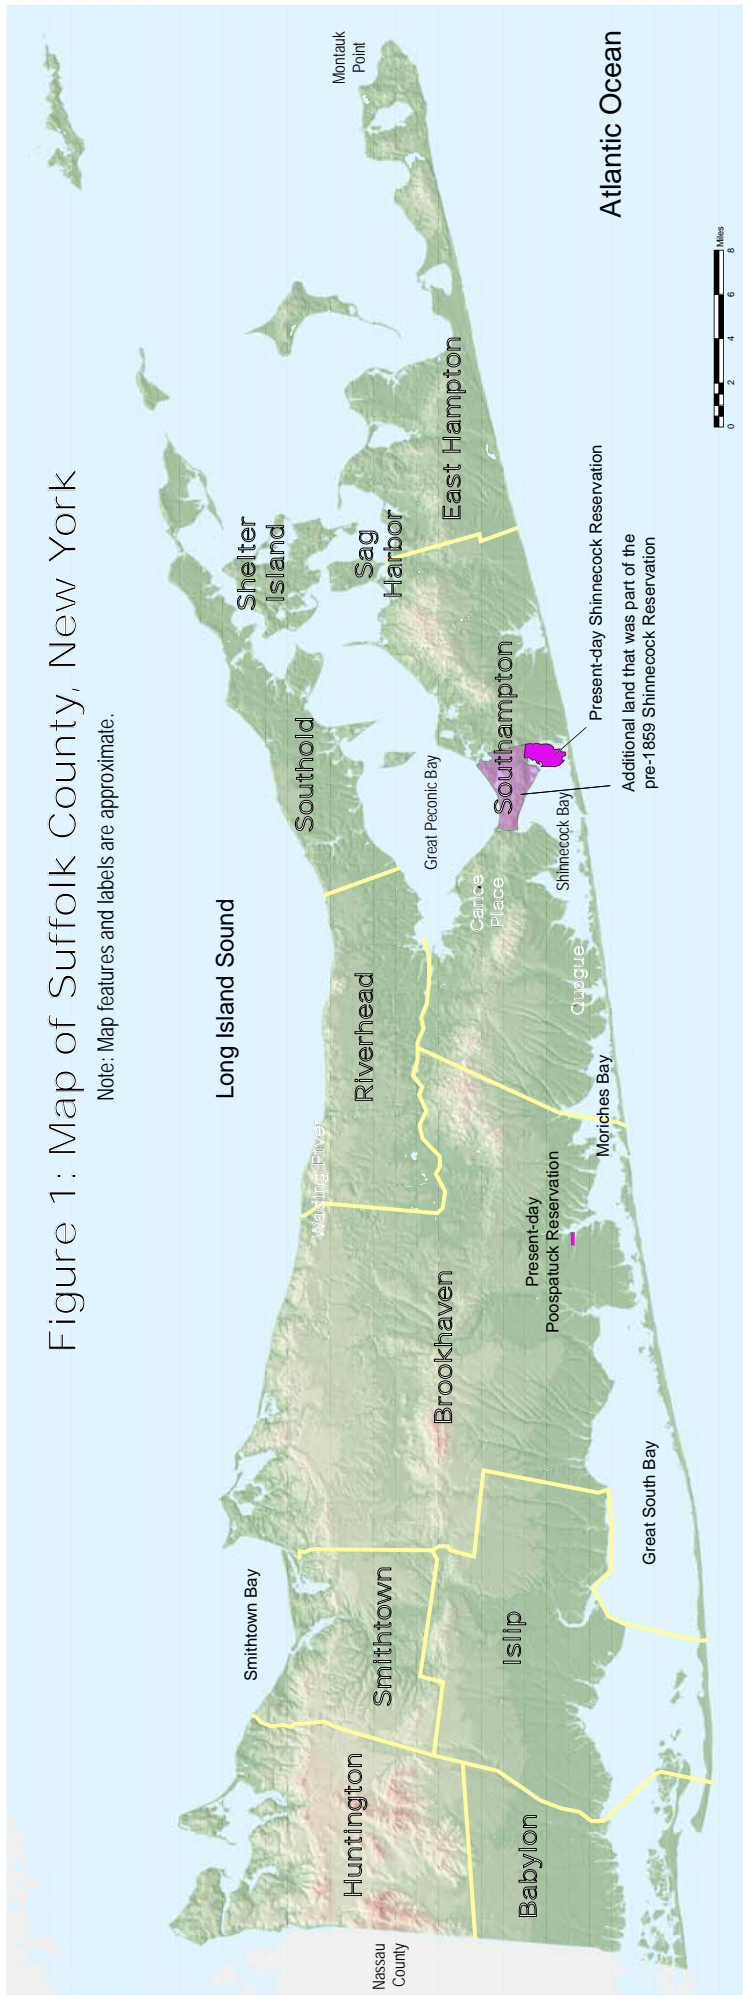 Figure 1: Map of Suffolk County, New York
Note: Map features and labels are approximate.
Long Island Sound
Smithtown Bay
Wading River
Southold
Shelter
Island
Montauk
Point
Nassau
County
Huntington
Smithtown
Riverhead
Great Peconic Bay
Sag
Harbor
Brookhaven
East Hampton
Canoe
Place
Southampton
Babylon
Islip
Present-day
Poospatuck Reservation
Quogue
Shinnecock Bay
Present-day Shinnecock Reservation
Moriches Bay
Additional land that was part of the
pre-1859 Shinnecock Reservation
Atlantic Ocean
Great South Bay
Miles
0 2 4 6 8